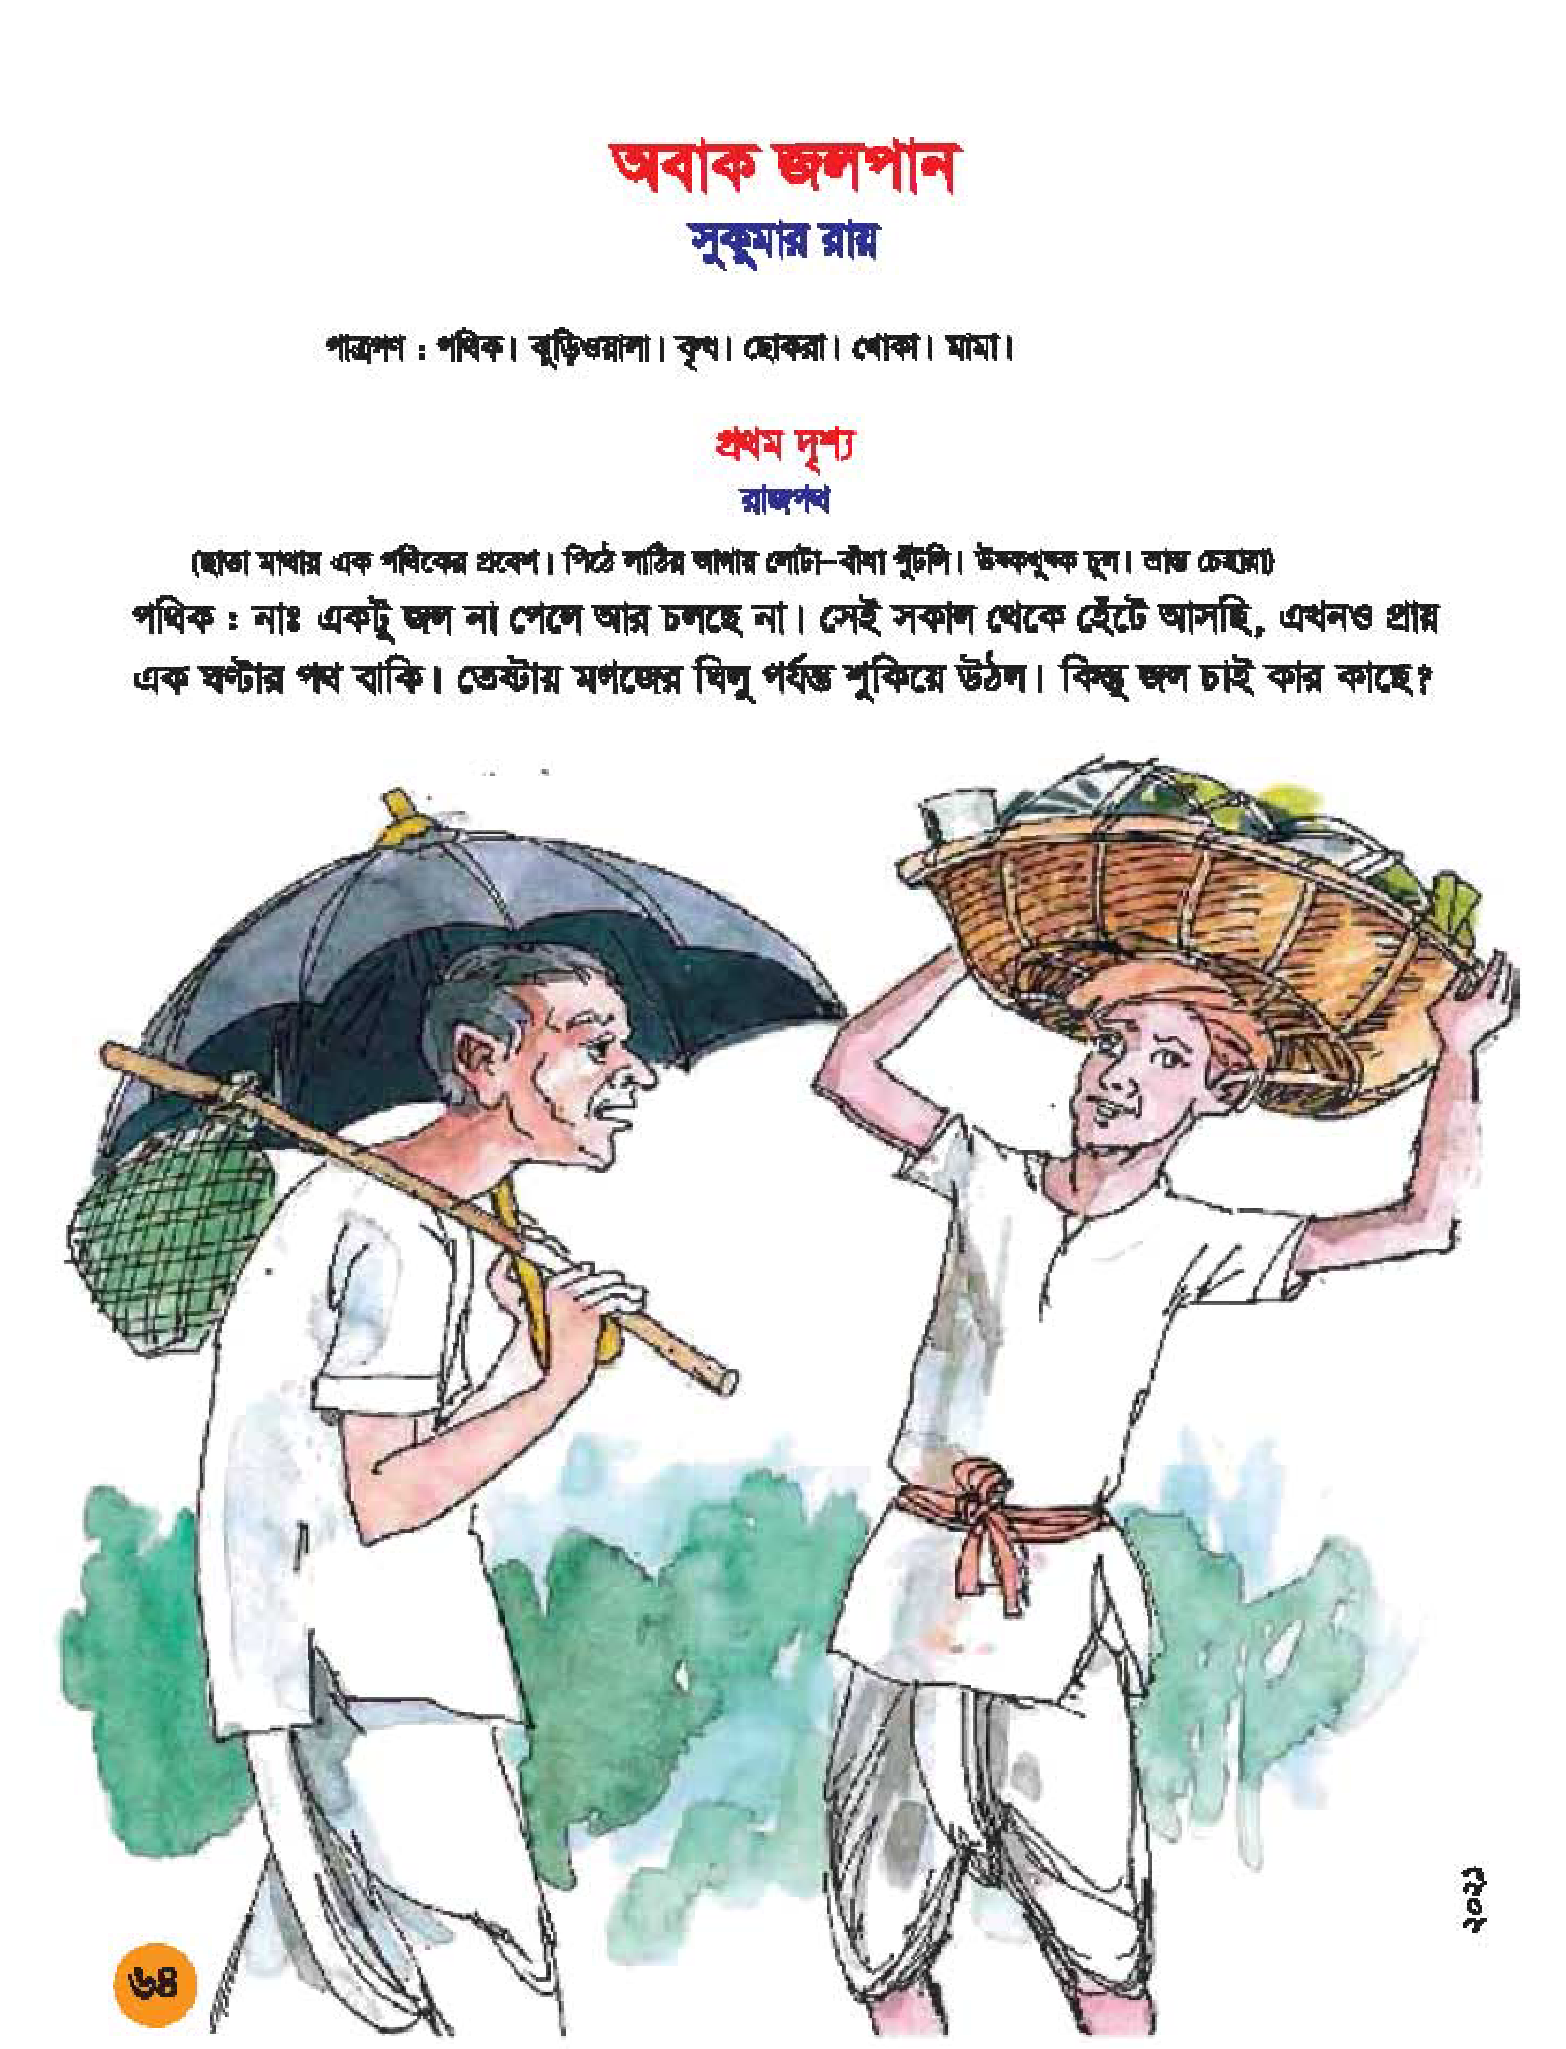 অবাক জলপান
সুকুমার রায়
পাত্রগণ : পথিক। ঝুড়িওয়ালা। বৃদ্ধ। ছোকরা। খোকা। মামা।
প্রথম দৃশ্য
রাজপথ
(ছাতা মাথায় এক পথিকের প্রবেশ। পিঠে লাঠির আগায় লোটা-বাঁধা পুঁটলি। উষ্কখুষ্ক চুল। শ্রান্ত চেহারা)
পথিক : নাঃ একটু জল না পেলে আর চলছে না। সেই সকাল থেকে হেঁটে আসছি, এখনও প্রায়
এক ঘণ্টার পথ বাকি। তেষ্টায় মগজের ঘিলু পর্যন্ত শুকিয়ে উঠল। কিন্তু জল চাই কার কাছে?
৬৪
২০২১